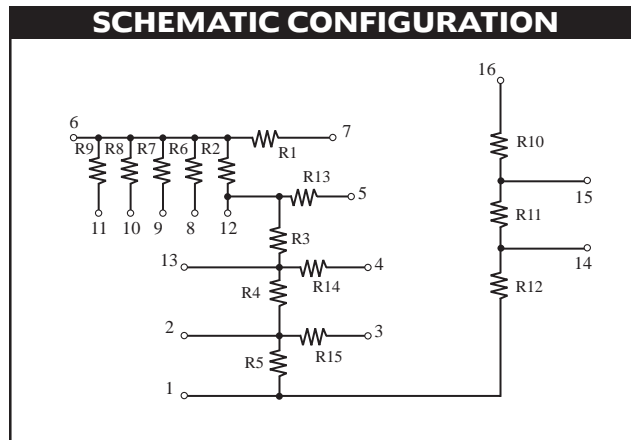 SCHEMATIC CONFIGURATION
16
6
7
R9 R8 R7 R6 R2
R1
R10
R13
5
15
11 10 9 8 12
R11
R3
13
4
14
R14
R4
R12
2
3
R15
R5
1